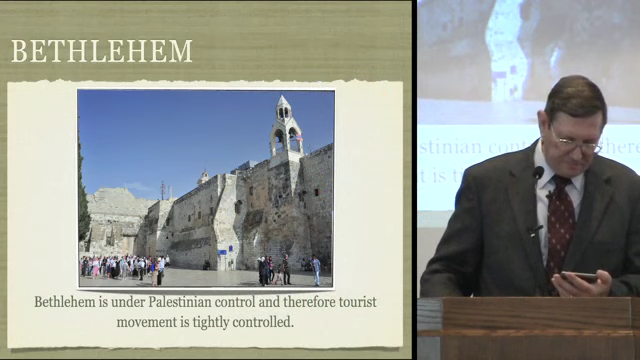 BETHLEHEM
Bethlehem is under Palestinian control and therefore tourist
movement is tightly controlled.